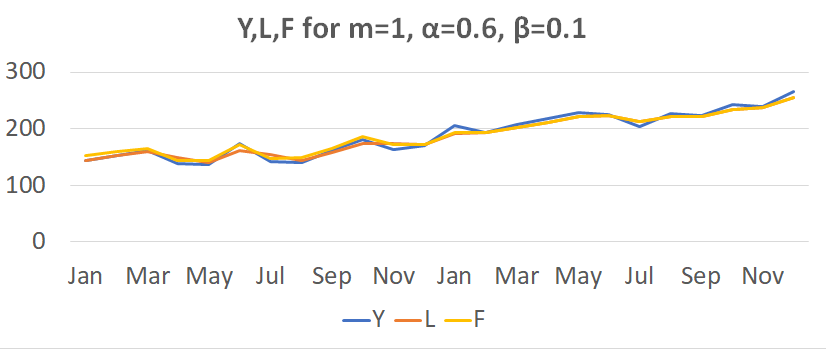 Y,L,F for m=1, α=0.6, β=0.1
300
200
100
0
Jan Mar May Jul Sep Nov Jan Mar May Jul Sep Nov
Y L F